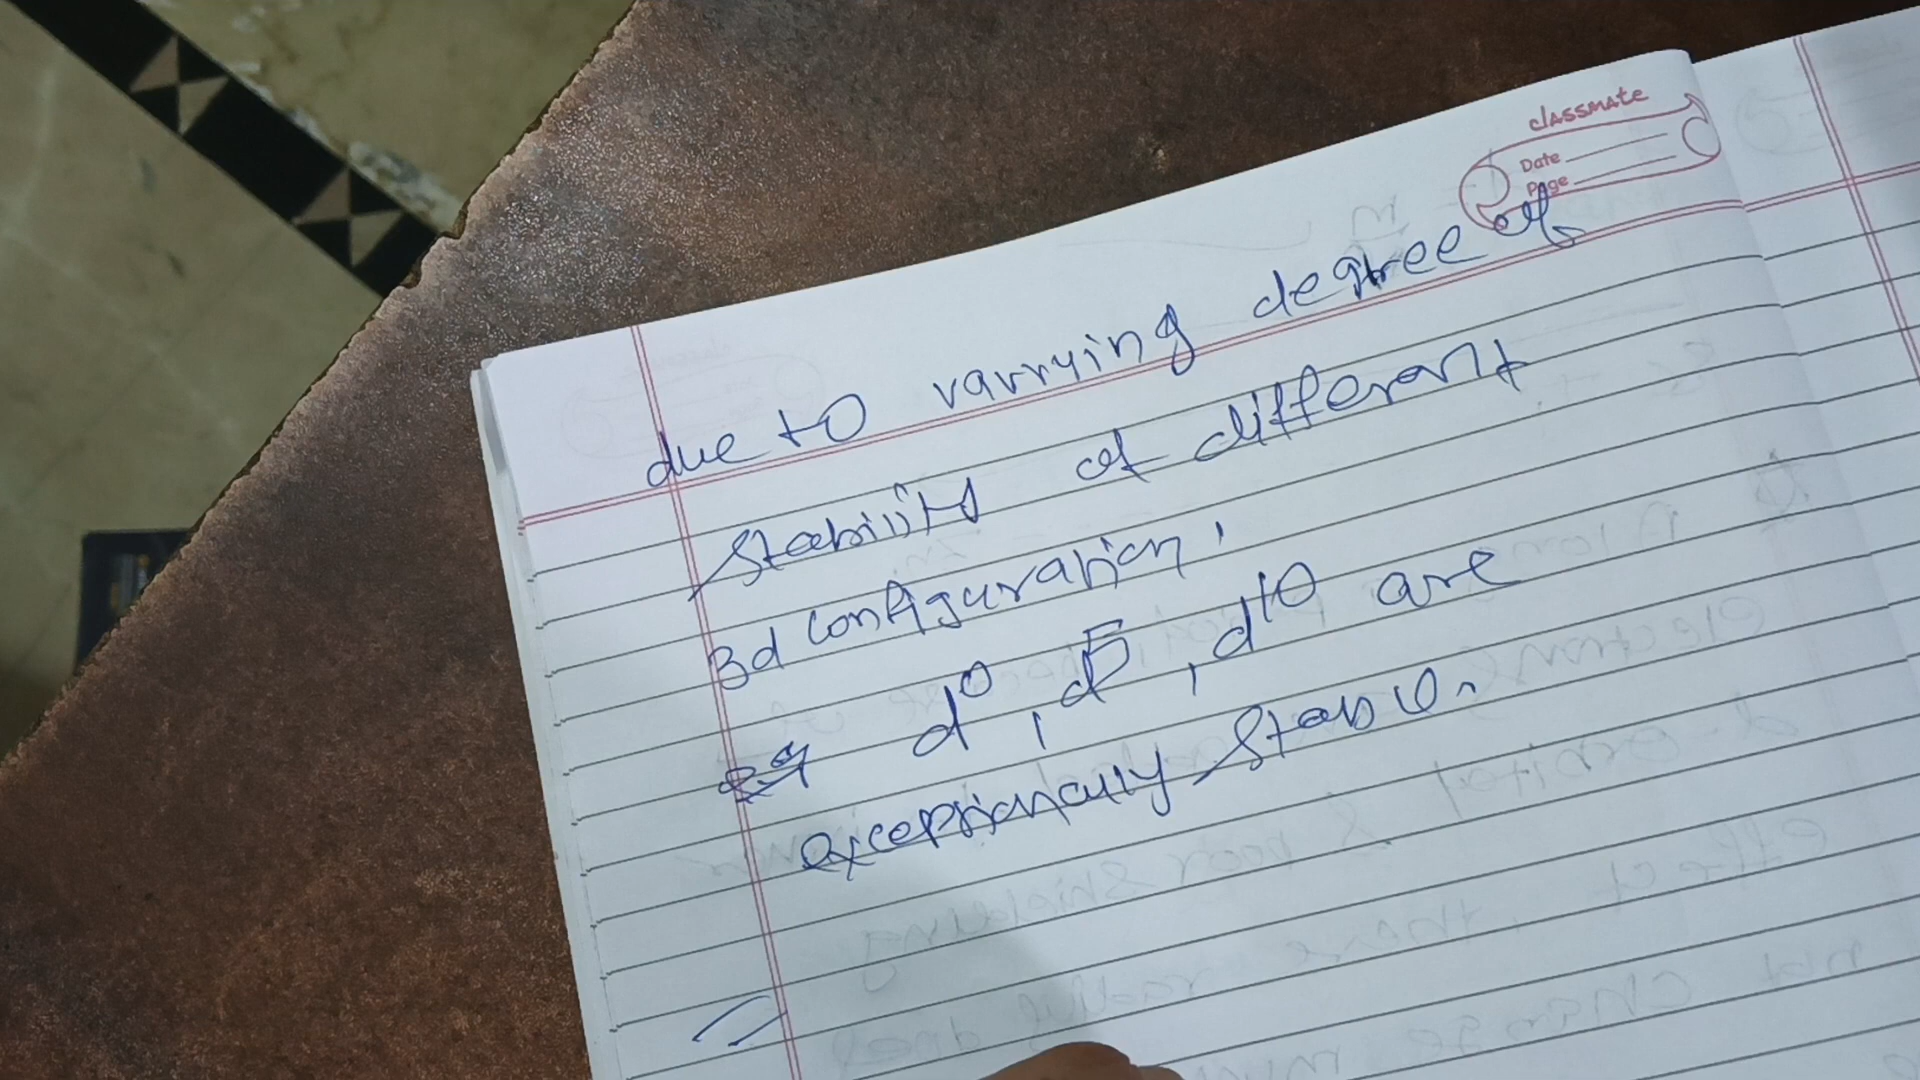 classmate
Date
Page
due to varrying degree of
stability of different
3d configuration,
eg d⁰, d⁵, d¹⁰ are
exceptionally stable.